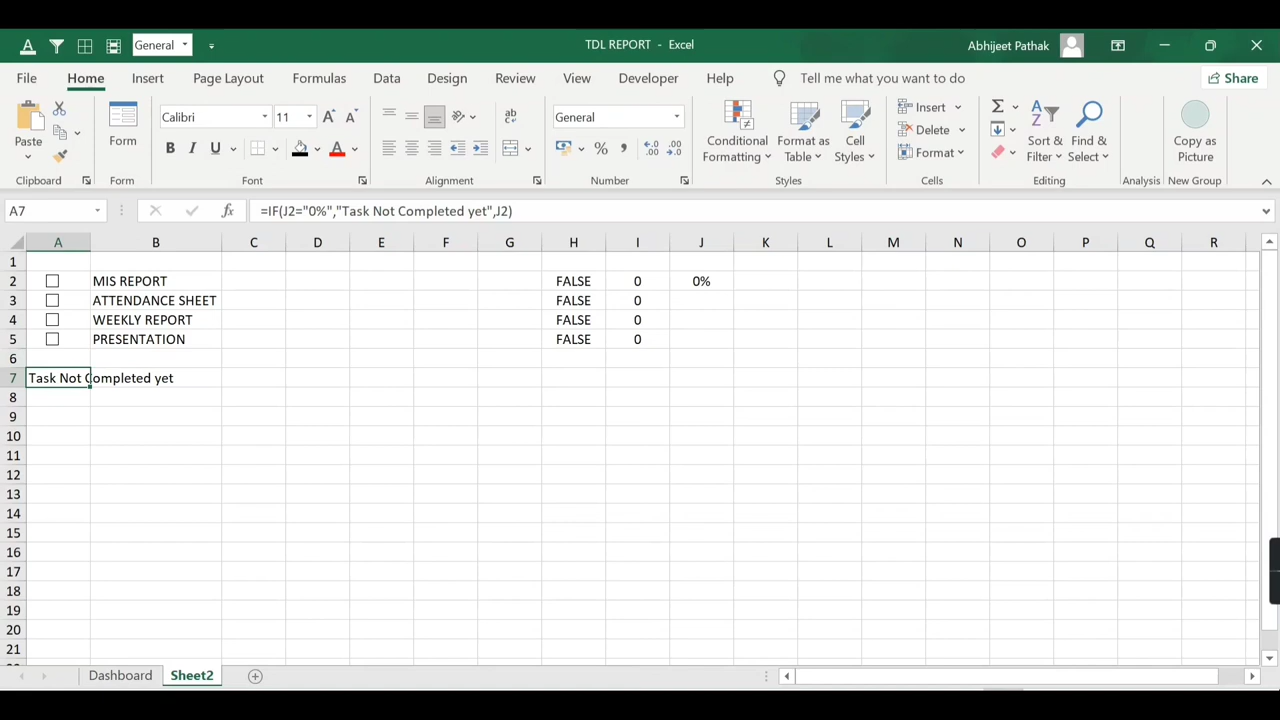 General
TDL REPORT - Excel
Abhijeet Pathak
File Home Insert Page Layout Formulas Data Design Review View Developer Help Tell me what you want to do Share
Paste
Form
Calibri 11
General
Conditional Formatting
Format as Table
Cell Styles
Insert
Delete
Format
Sort & Filter
Find & Select
Copy as Picture
Clipboard Form Font Alignment Number Styles Cells Editing Analysis New Group
A7 fx =IF(J2="0%","Task Not Completed yet",J2)
A B C D E F G H I J K L M N O P Q R
1
2 MIS REPORT FALSE 0 0%
3 ATTENDANCE SHEET FALSE 0
4 WEEKLY REPORT FALSE 0
5 PRESENTATION FALSE 0
6
7 Task Not Completed yet
8
9
10
11
12
13
14
15
16
17
18
19
20
21
Dashboard Sheet2